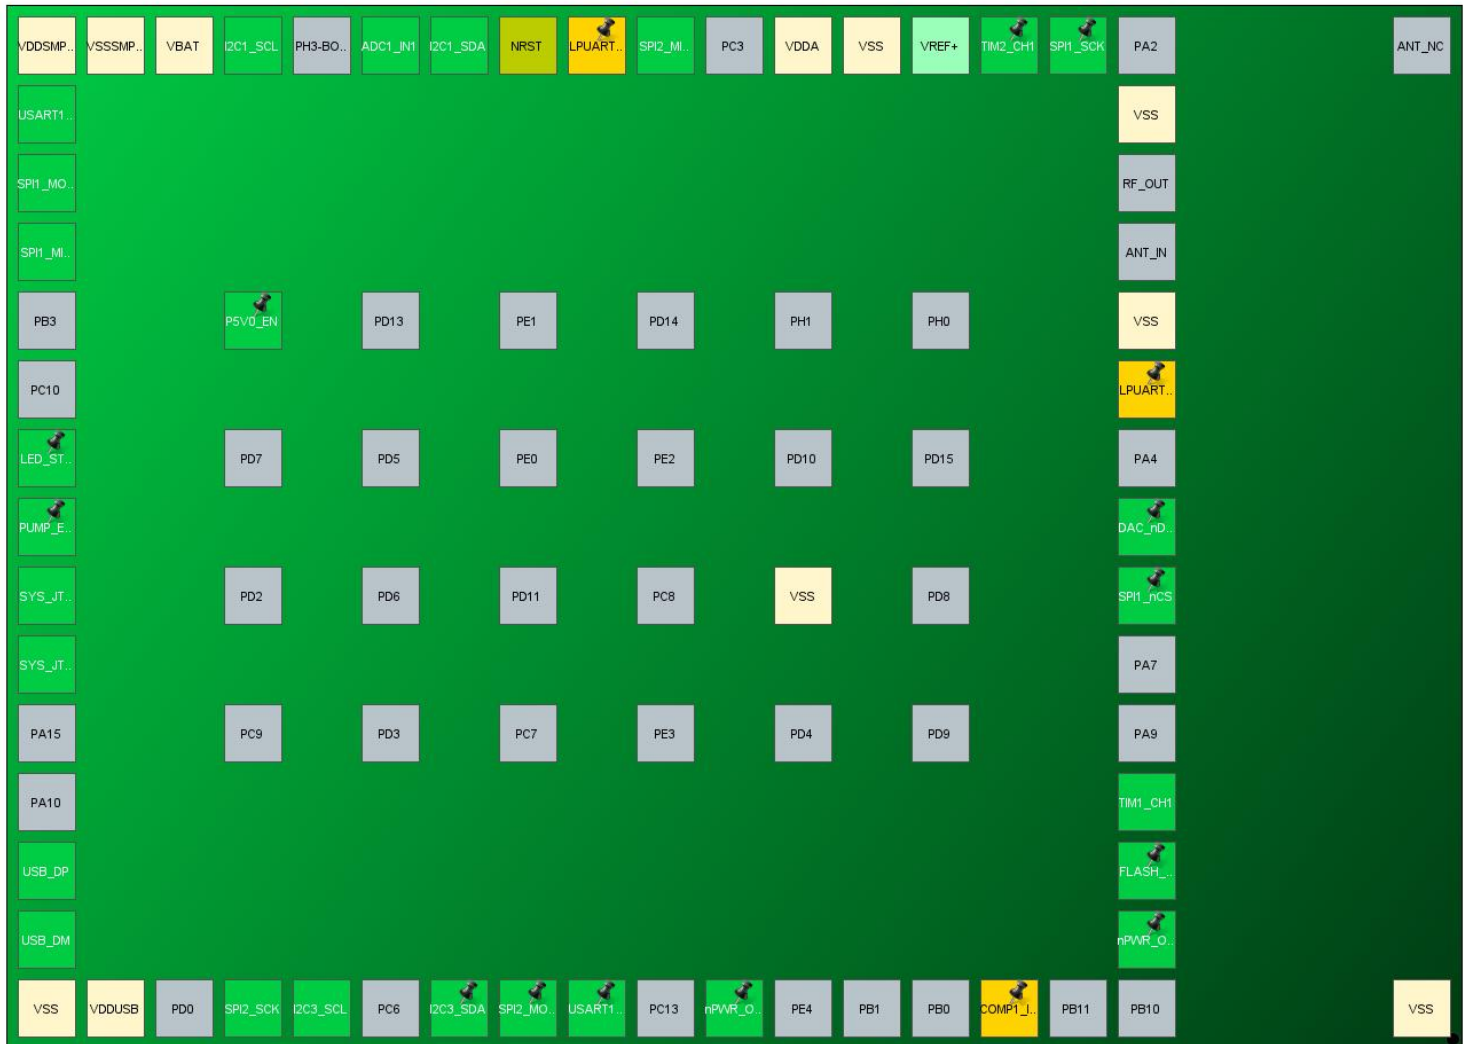 VDDSMP.. VSSSMP.. VBAT I2C1_SCL PH3-BO.. ADC1_IN1 I2C1_SDA NRST LPUART.. SPI2_MI.. PC3 VDDA VSS VREF+ TIM2_CH1 SPI1_SCK PA2 ANT_NC
USART1.. VSS
SPI1_MO.. RF_OUT
SPI1_MI.. ANT_IN
PB3 P5V0_EN PD13 PE1 PD14 PH1 PH0 VSS
PC10 LPUART..
LED_ST.. PD7 PD5 PE0 PE2 PD10 PD15 PA4
PUMP_E.. DAC_nD..
SYS_JT.. PD2 PD6 PD11 PC8 VSS PD8 SPI1_nCS
SYS_JT.. PA7
PA15 PC9 PD3 PC7 PE3 PD4 PD9 PA9
PA10 TIM1_CH1
USB_DP FLASH_..
USB_DM nPWR_O..
VSS VDDUSB PD0 SPI2_SCK I2C3_SCL PC6 I2C3_SDA SPI2_MO.. USART1.. PC13 nPWR_O.. PE4 PB1 PB0 COMP1_I.. PB11 PB10 VSS